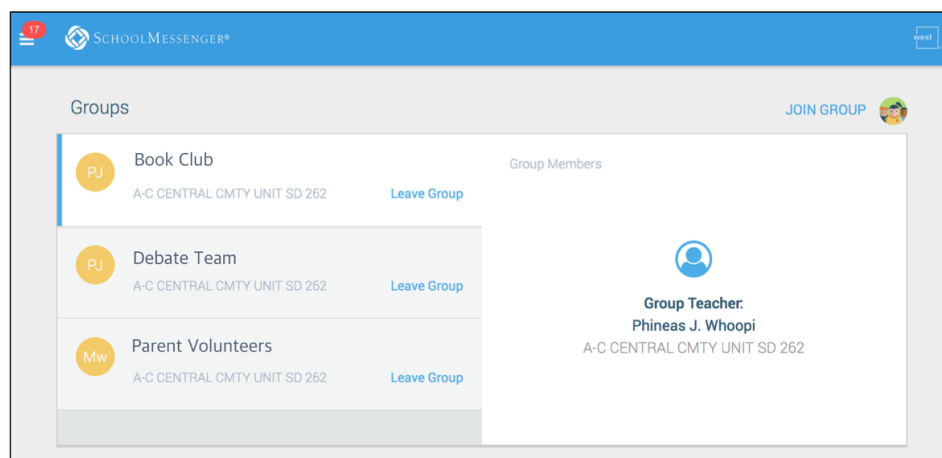 17
SCHOOLMESSENGER®
west
Groups
JOIN GROUP
PJ
Book Club
A-C CENTRAL CMTY UNIT SD 262
Leave Group
PJ
Debate Team
A-C CENTRAL CMTY UNIT SD 262
Leave Group
Mw
Parent Volunteers
A-C CENTRAL CMTY UNIT SD 262
Leave Group
Group Members
Group Teacher:
Phineas J. Whoopi
A-C CENTRAL CMTY UNIT SD 262